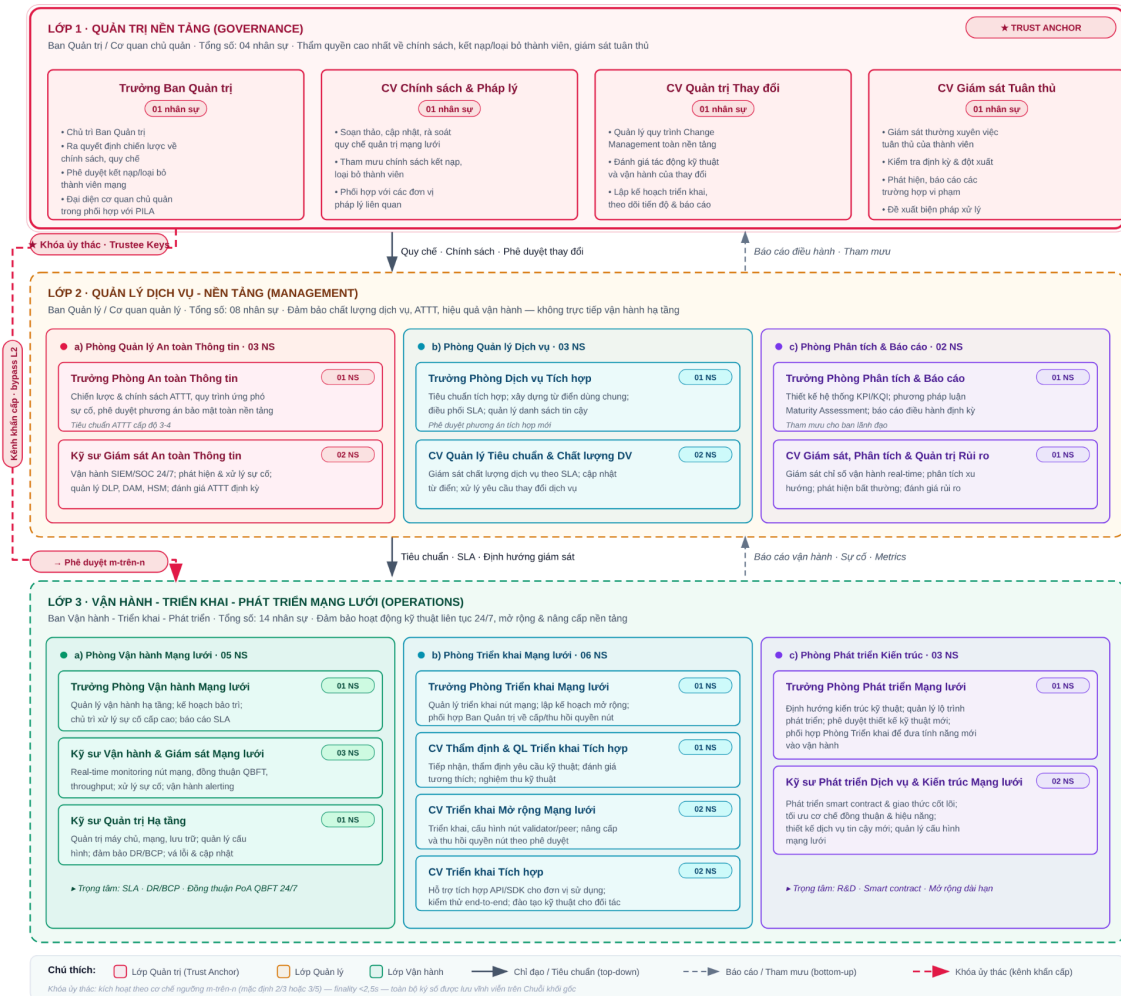 LỚP 1 · QUẢN TRỊ NỀN TẢNG (GOVERNANCE)
★ TRUST ANCHOR
Ban Quản trị / Cơ quan chủ quản · Tổng số: 04 nhân sự · Thẩm quyền cao nhất về chính sách, kết nạp/loại bỏ thành viên, giám sát tuân thủ
Trưởng Ban Quản trị
01 nhân sự
• Chủ trì Ban Quản trị
• Ra quyết định chiến lược về
chính sách, quy chế
• Phê duyệt kết nạp/loại bỏ
thành viên mạng
• Đại diện cơ quan chủ quản
trong phối hợp với PILA
CV Chính sách & Pháp lý
01 nhân sự
• Soạn thảo, cập nhật, rà soát
quy chế quản trị mạng lưới
• Tham mưu chính sách kết nạp,
loại bỏ thành viên
• Phối hợp với các đơn vị
pháp lý liên quan
CV Quản trị Thay đổi
01 nhân sự
• Quản lý quy trình Change
Management toàn nền tảng
• Đánh giá tác động kỹ thuật
và vận hành của thay đổi
• Lập kế hoạch triển khai,
theo dõi tiến độ & báo cáo
CV Giám sát Tuân thủ
01 nhân sự
• Giám sát thường xuyên việc
tuân thủ của thành viên
• Kiểm tra định kỳ & đột xuất
• Phát hiện, báo cáo các
trường hợp vi phạm
• Đề xuất biện pháp xử lý
★ Khóa ủy thác · Trustee Keys
Quy chế · Chính sách · Phê duyệt thay đổi
Báo cáo điều hành · Tham mưu
Kênh khẩn cấp · bypass L2
LỚP 2 · QUẢN LÝ DỊCH VỤ - NỀN TẢNG (MANAGEMENT)
Ban Quản lý / Cơ quan quản lý · Tổng số: 08 nhân sự · Đảm bảo chất lượng dịch vụ, ATTT, hiệu quả vận hành — không trực tiếp vận hành hạ tầng
a) Phòng Quản lý An toàn Thông tin · 03 NS
Trưởng Phòng An toàn Thông tin
01 NS
Chiến lược & chính sách ATTT, quy trình ứng phó
sự cố, phê duyệt phương án bảo mật toàn nền tảng
Tiêu chuẩn ATTT cấp độ 3-4
Kỹ sư Giám sát An toàn Thông tin
02 NS
Vận hành SIEM/SOC 24/7; phát hiện & xử lý sự cố;
quản lý DLP, DAM, HSM; đánh giá ATTT định kỳ
b) Phòng Quản lý Dịch vụ · 03 NS
Trưởng Phòng Dịch vụ Tích hợp
01 NS
Tiêu chuẩn tích hợp; xây dựng từ điển dùng chung;
điều phối SLA; quản lý danh sách tin cậy
Phê duyệt phương án tích hợp mới
CV Quản lý Tiêu chuẩn & Chất lượng DV
02 NS
Giám sát chất lượng dịch vụ theo SLA; cập nhật
từ điển; xử lý yêu cầu thay đổi dịch vụ
c) Phòng Phân tích & Báo cáo · 02 NS
Trưởng Phòng Phân tích & Báo cáo
01 NS
Thiết kế hệ thống KPI/KQI; phương pháp luận
Maturity Assessment; báo cáo điều hành định kỳ
Tham mưu cho ban lãnh đạo
CV Giám sát, Phân tích & Quản trị Rủi ro
01 NS
Giám sát chỉ số vận hành real-time; phân tích xu
hướng; phát hiện bất thường; đánh giá rủi ro
→ Phê duyệt m-trên-n
Tiêu chuẩn · SLA · Định hướng giám sát
Báo cáo vận hành · Sự cố · Metrics
LỚP 3 · VẬN HÀNH - TRIỂN KHAI - PHÁT TRIỂN MẠNG LƯỚI (OPERATIONS)
Ban Vận hành - Triển khai - Phát triển · Tổng số: 14 nhân sự · Đảm bảo hoạt động kỹ thuật liên tục 24/7, mở rộng & nâng cấp nền tảng
a) Phòng Vận hành Mạng lưới · 05 NS
Trưởng Phòng Vận hành Mạng lưới
01 NS
Quản lý vận hành hạ tầng; kế hoạch bảo trì;
chủ trì xử lý sự cố cấp cao; báo cáo SLA
Kỹ sư Vận hành & Giám sát Mạng lưới
03 NS
Real-time monitoring nút mạng, đồng thuận QBFT,
throughput; xử lý sự cố; vận hành alerting
Kỹ sư Quản trị Hạ tầng
01 NS
Quản trị máy chủ, mạng, lưu trữ; quản lý cấu
hình; đảm bảo DR/BCP; vá lỗi & cập nhật
▸ Trọng tâm: SLA · DR/BCP · Đồng thuận PoA QBFT 24/7
b) Phòng Triển khai Mạng lưới · 06 NS
Trưởng Phòng Triển khai Mạng lưới
01 NS
Quản lý triển khai nút mạng; lập kế hoạch mở rộng;
phối hợp Ban Quản trị về cấp/thu hồi quyền nút
CV Thẩm định & QL Triển khai Tích hợp
01 NS
Tiếp nhận, thẩm định yêu cầu kỹ thuật; đánh giá
tương thích; nghiệm thu kỹ thuật
CV Triển khai Mở rộng Mạng lưới
02 NS
Triển khai, cấu hình nút validator/peer; nâng cấp
và thu hồi quyền nút theo phê duyệt
CV Triển khai Tích hợp
02 NS
Hỗ trợ tích hợp API/SDK cho đơn vị sử dụng;
kiểm thử end-to-end; đào tạo kỹ thuật cho đối tác
c) Phòng Phát triển Kiến trúc · 03 NS
Trưởng Phòng Phát triển Mạng lưới
01 NS
Định hướng kiến trúc kỹ thuật; quản lý lộ trình
phát triển; phê duyệt thiết kế kỹ thuật mới;
phối hợp Phòng Triển khai để đưa tính năng mới
vào vận hành
Kỹ sư Phát triển Dịch vụ & Kiến trúc Mạng lưới
02 NS
Phát triển smart contract & giao thức cốt lõi;
tối ưu cơ chế đồng thuận & hiệu năng;
thiết kế dịch vụ tin cậy mới; quản lý cấu hình
mạng lưới
▸ Trọng tâm: R&D · Smart contract · Mở rộng dài hạn
Chú thích:
Lớp Quản trị (Trust Anchor)
Lớp Quản lý
Lớp Vận hành
Chỉ đạo / Tiêu chuẩn (top-down)
Báo cáo / Tham mưu (bottom-up)
Khóa ủy thác (kênh khẩn cấp)
Khóa ủy thác: kích hoạt theo cơ chế ngưỡng m-trên-n (mặc định 2/3 hoặc 3/5) — finality <2,5s — toàn bộ ký số được lưu vĩnh viễn trên Chuỗi khối gốc